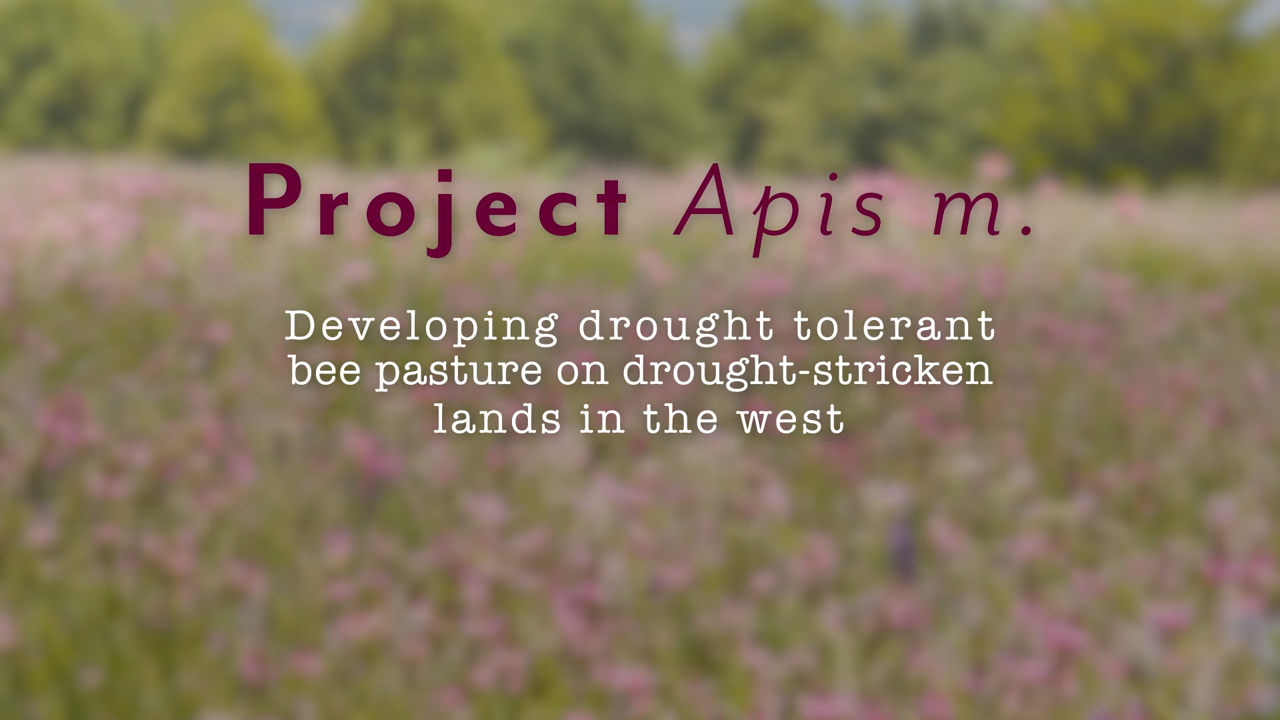 Project Apis m.
Developing drought tolerant
bee pasture on drought-stricken
lands in the west